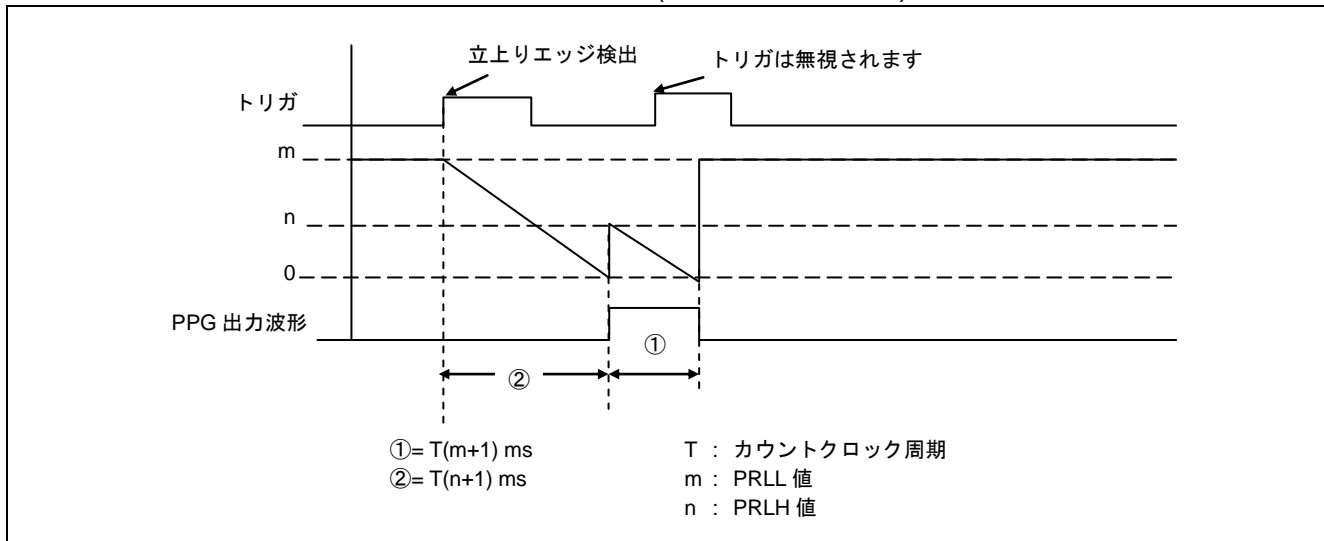 立上りエッジ検出
トリガは無視されます
トリガ
m
n
0
PPG 出力波形
①
②
①= T(m+1) ms
②= T(n+1) ms
T : カウントクロック周期
m : PRLL 値
n : PRLH 値